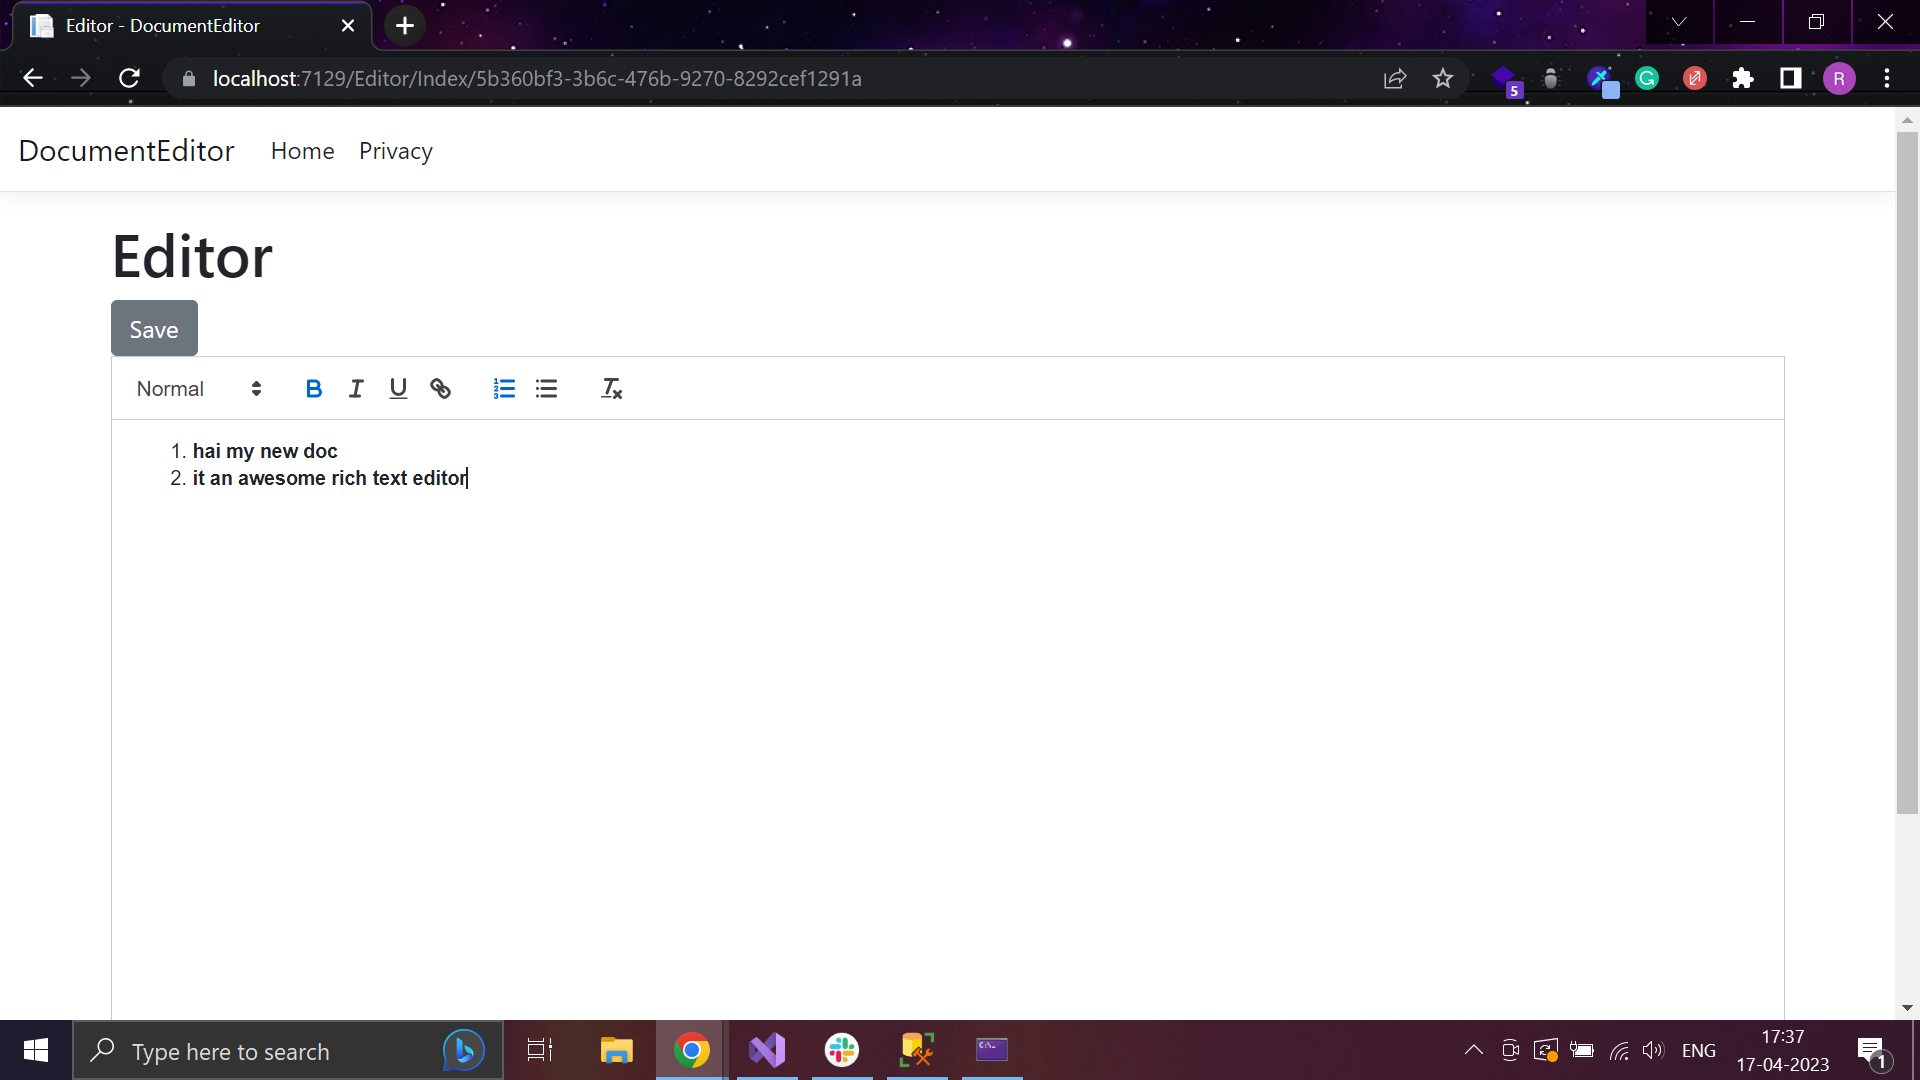 Editor - DocumentEditor
localhost:7129/Editor/Index/5b360bf3-3b6c-476b-9270-8292cef1291a
5
R
DocumentEditor Home Privacy
Editor
Save
Normal
1. hai my new doc
2. it an awesome rich text editor
Type here to search
ENG
17:37
17-04-2023
1